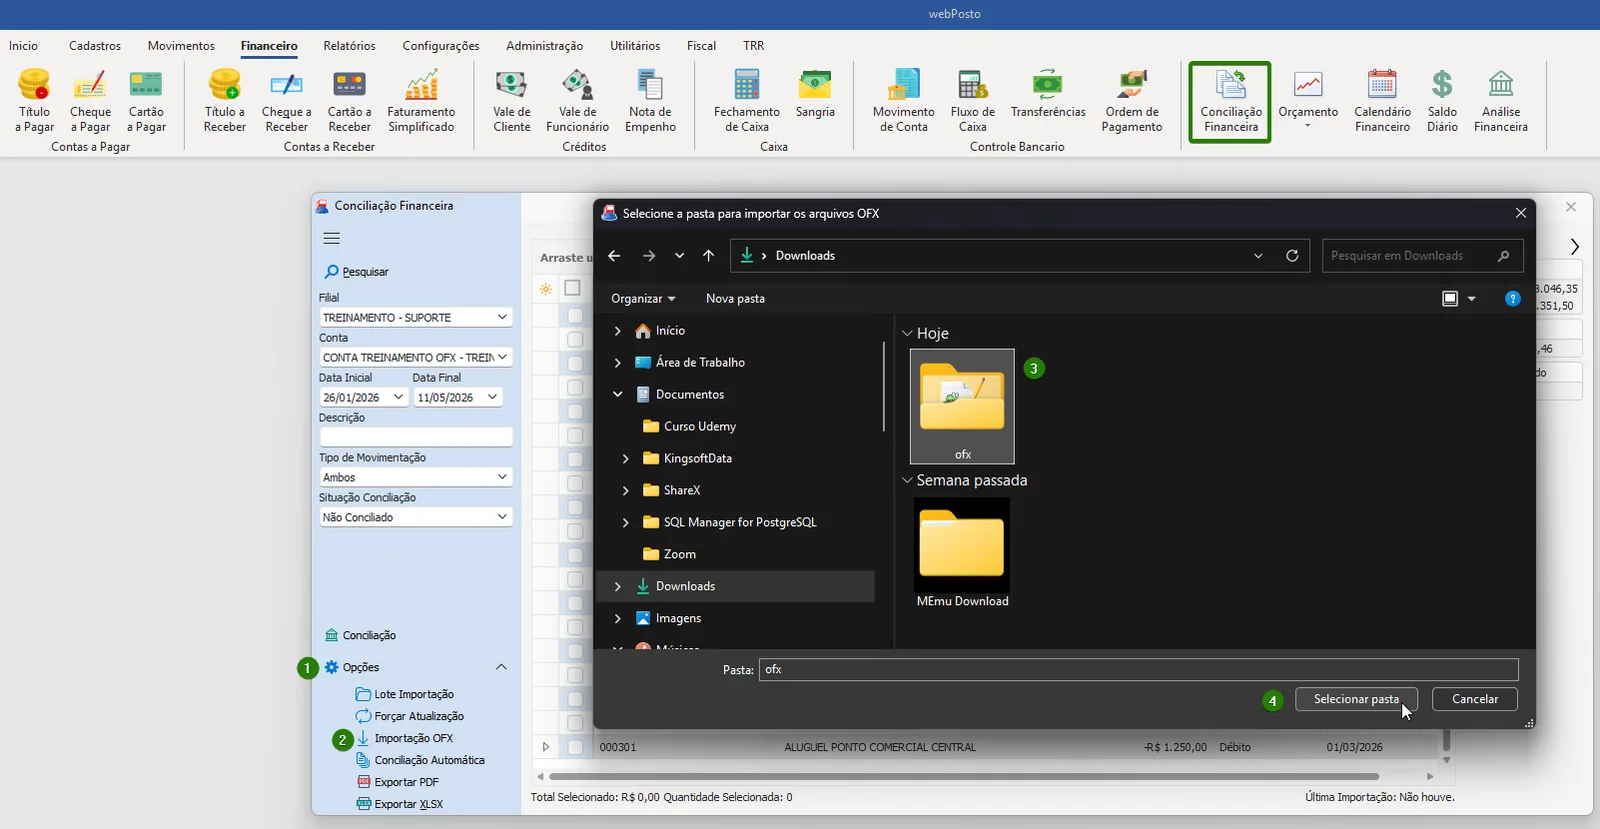 webPosto
Inicio Cadastros Movimentos Financeiro Relatórios Configurações Administração Utilitários Fiscal TRR
Título a Pagar
Cheque a Pagar
Cartão a Pagar
Contas a Pagar
Título a Receber
Cheque a Receber
Cartão a Receber
Faturamento Simplificado
Contas a Receber
Vale de Cliente
Vale de Funcionário
Nota de Empenho
Créditos
Fechamento de Caixa
Sangria
Caixa
Movimento de Conta
Fluxo de Caixa
Transferências
Ordem de Pagamento
Controle Bancario
Conciliação Financeira
Orçamento
Calendário Financeiro
Saldo Diário
Análise Financeira
Conciliação Financeira
Pesquisar
Filial
TREINAMENTO - SUPORTE
Conta
CONTA TREINAMENTO OFX - TREIN
Data Inicial Data Final
26/01/2026 11/05/2026
Descrição
Tipo de Movimentação
Ambos
Situação Conciliação
Não Conciliado
Conciliação
1 Opções
Lote Importação
Forçar Atualização
2 Importação OFX
Conciliação Automática
Exportar PDF
Exportar XLSX
Arraste u
Selecione a pasta para importar os arquivos OFX
Downloads
Pesquisar em Downloads
Organizar Nova pasta
Início
Área de Trabalho
Documentos
Curso Udemy
KingsoftData
ShareX
SQL Manager for PostgreSQL
Zoom
Downloads
Imagens
Hoje
ofx
3
Semana passada
MEmu Download
Pasta: ofx
4 Selecionar pasta Cancelar
.046,35
.351,50
,46
do
000301 ALUGUEL PONTO COMERCIAL CENTRAL -R$ 1.250,00 Débito 01/03/2026
Total Selecionado: R$ 0,00 Quantidade Selecionada: 0
Última Importação: Não houve.